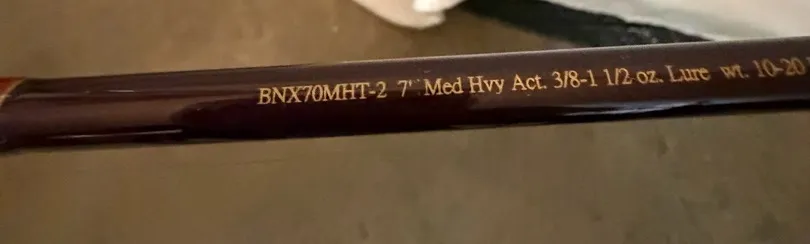 BNX70MHT-2 7' Med Hvy Act. 3/8-1 1/2 oz. Lure wt. 10-20